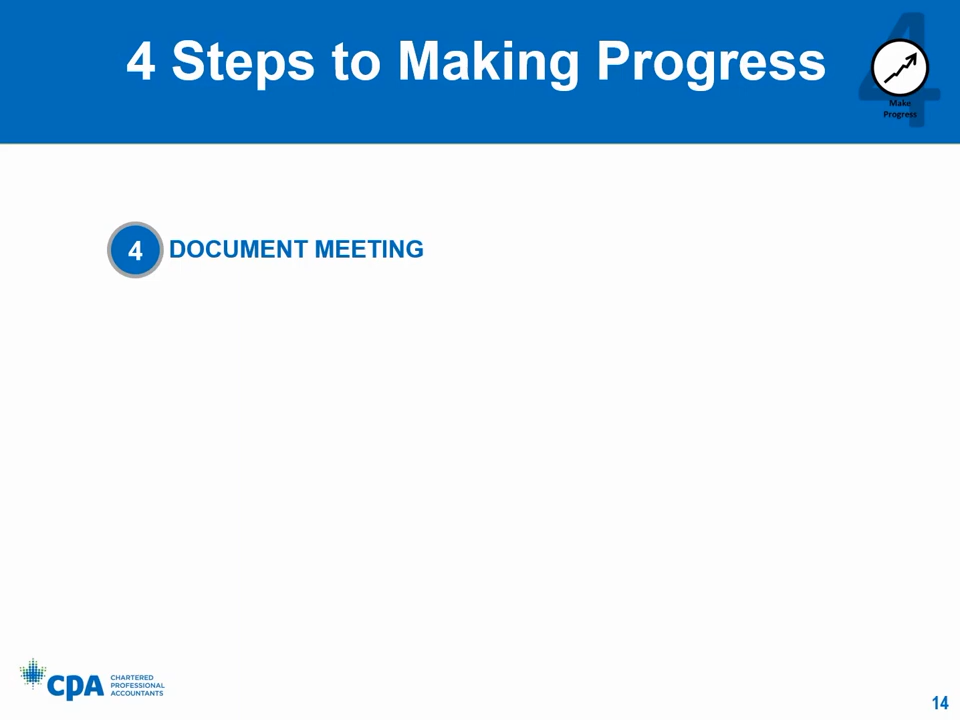 4 Steps to Making Progress
4
Make
Progress
4 DOCUMENT MEETING
CPA
CHARTERED
PROFESSIONAL
ACCOUNTANTS
14